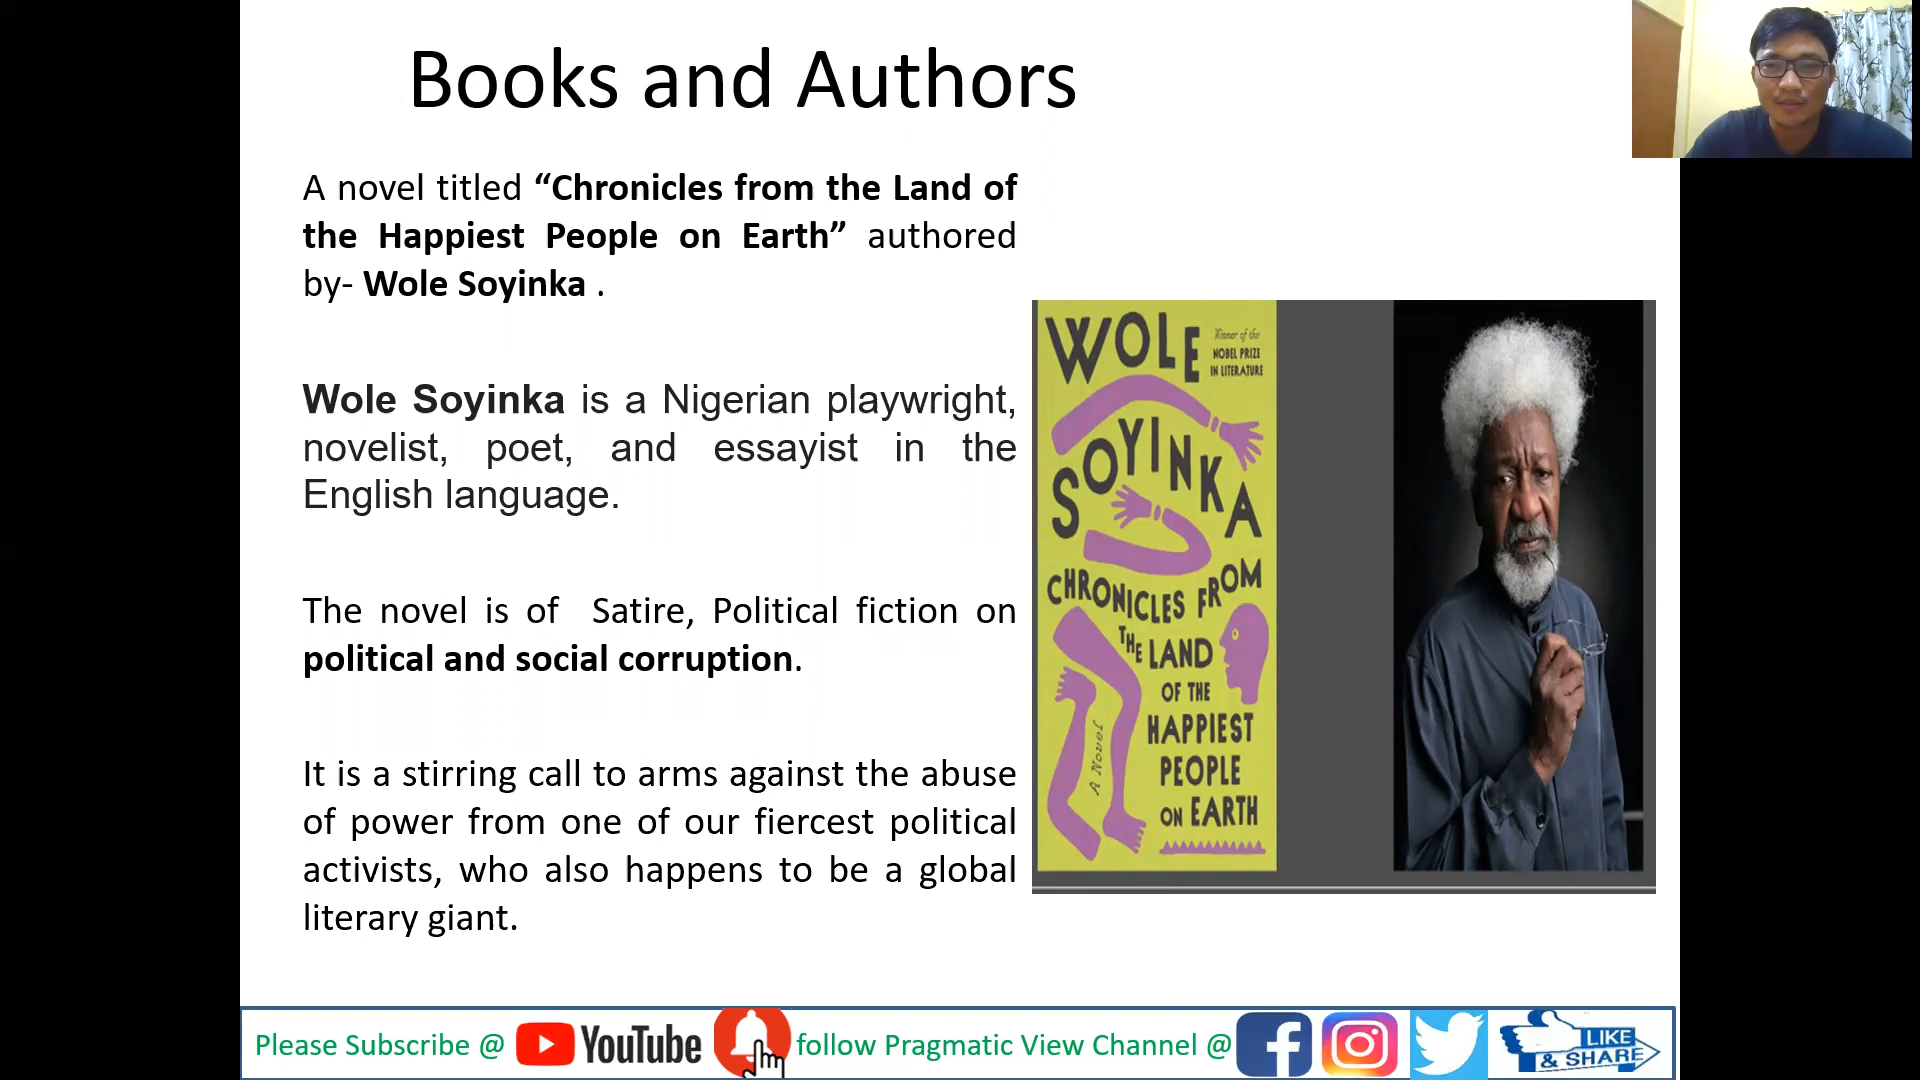 Books and Authors
A novel titled “Chronicles from the Land of
the Happiest People on Earth” authored
by- Wole Soyinka .
Wole Soyinka is a Nigerian playwright,
novelist, poet, and essayist in the
English language.
The novel is of Satire, Political fiction on
political and social corruption.
It is a stirring call to arms against the abuse
of power from one of our fiercest political
activists, who also happens to be a global
literary giant.
WOLE
Winner of the
NOBEL PRIZE
IN LITERATURE
SOYINKA
CHRONICLES FROM
THE LAND
OF THE
HAPPIEST
PEOPLE
ON EARTH
A Novel
Please Subscribe @ YouTube follow Pragmatic View Channel @
LIKE
& SHARE